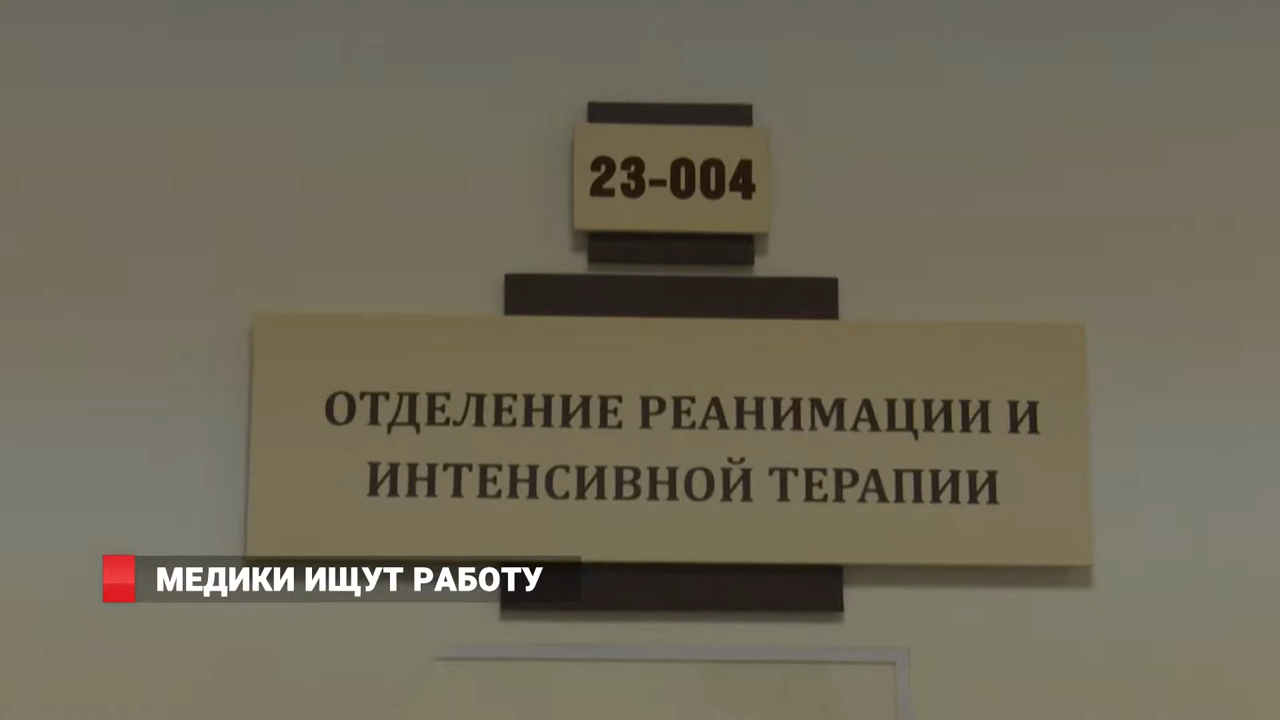 23-004
ОТДЕЛЕНИЕ РЕАНИМАЦИИ И
ИНТЕНСИВНОЙ ТЕРАПИИ
МЕДИКИ ИЩУТ РАБОТУ